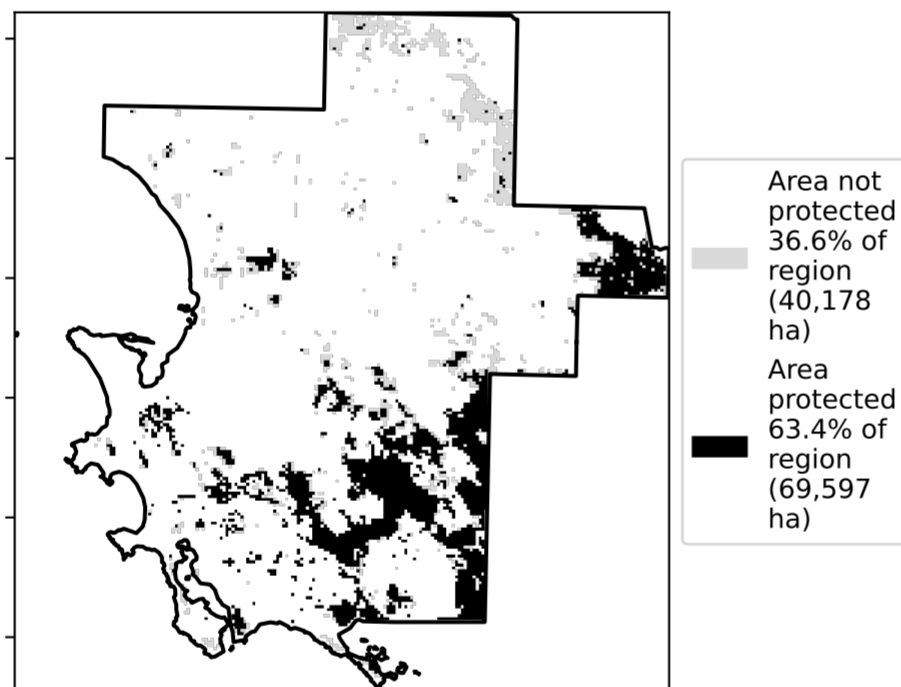 Area not
protected
36.6% of
region
(40,178
ha)
Area
protected
63.4% of
region
(69,597
ha)